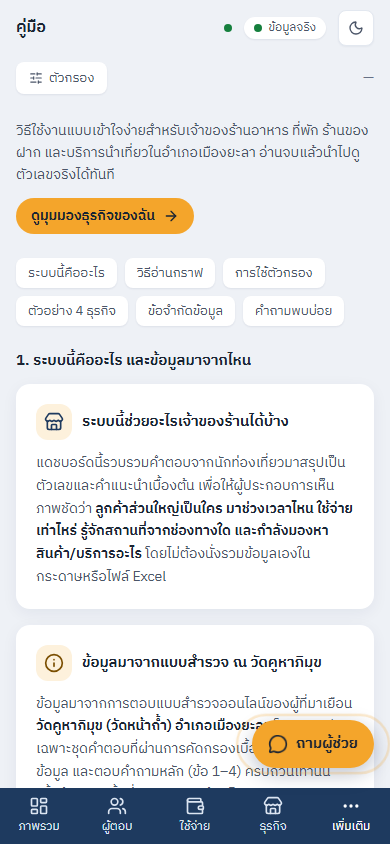 คู่มือ
ข้อมูลจริง
ตัวกรอง
วิธีใช้งานแบบเข้าใจง่ายสำหรับเจ้าของร้านอาหาร ที่พัก ร้านของ
ฝาก และบริการนำเที่ยวในอำเภอเมืองยะลา อ่านจบแล้วนำไปดู
ตัวเลขจริงได้ทันที
ดูมุมมองธุรกิจของฉัน →
ระบบนี้คืออะไร
วิธีอ่านกราฟ
การใช้ตัวกรอง
ตัวอย่าง 4 ธุรกิจ
ข้อจำกัดข้อมูล
คำถามพบบ่อย
1. ระบบนี้คืออะไร และข้อมูลมาจากไหน
ระบบนี้ช่วยอะไรเจ้าของร้านได้บ้าง
แดชบอร์ดนี้รวบรวมคำตอบจากนักท่องเที่ยวมาสรุปเป็น
ตัวเลขและคำแนะนำเบื้องต้น เพื่อให้ผู้ประกอบการเห็น
ภาพชัดว่า ลูกค้าส่วนใหญ่เป็นใคร มาช่วงเวลาไหน ใช้จ่าย
เท่าไหร่ รู้จักสถานที่จากช่องทางใด และกำลังมองหา
สินค้า/บริการอะไร โดยไม่ต้องนั่งรวมข้อมูลเองใน
กระดาษหรือไฟล์ Excel
ข้อมูลมาจากแบบสำรวจ ณ วัดคูหาภิมุข
ข้อมูลมาจากการตอบแบบสำรวจออนไลน์ของผู้ที่มาเยือน
วัดคูหาภิมุข (วัดหน้าถ้ำ) อำเภอเมืองยะลา
เฉพาะชุดคำตอบที่ผ่านการคัดกรอง
ข้อมูล และตอบคำถามหลัก (ข้อ 1–4) ครบถ้วนเท่านั้น
ถามผู้ช่วย
ภาพรวม
ผู้ตอบ
ใช้จ่าย
ธุรกิจ
เพิ่มเติม